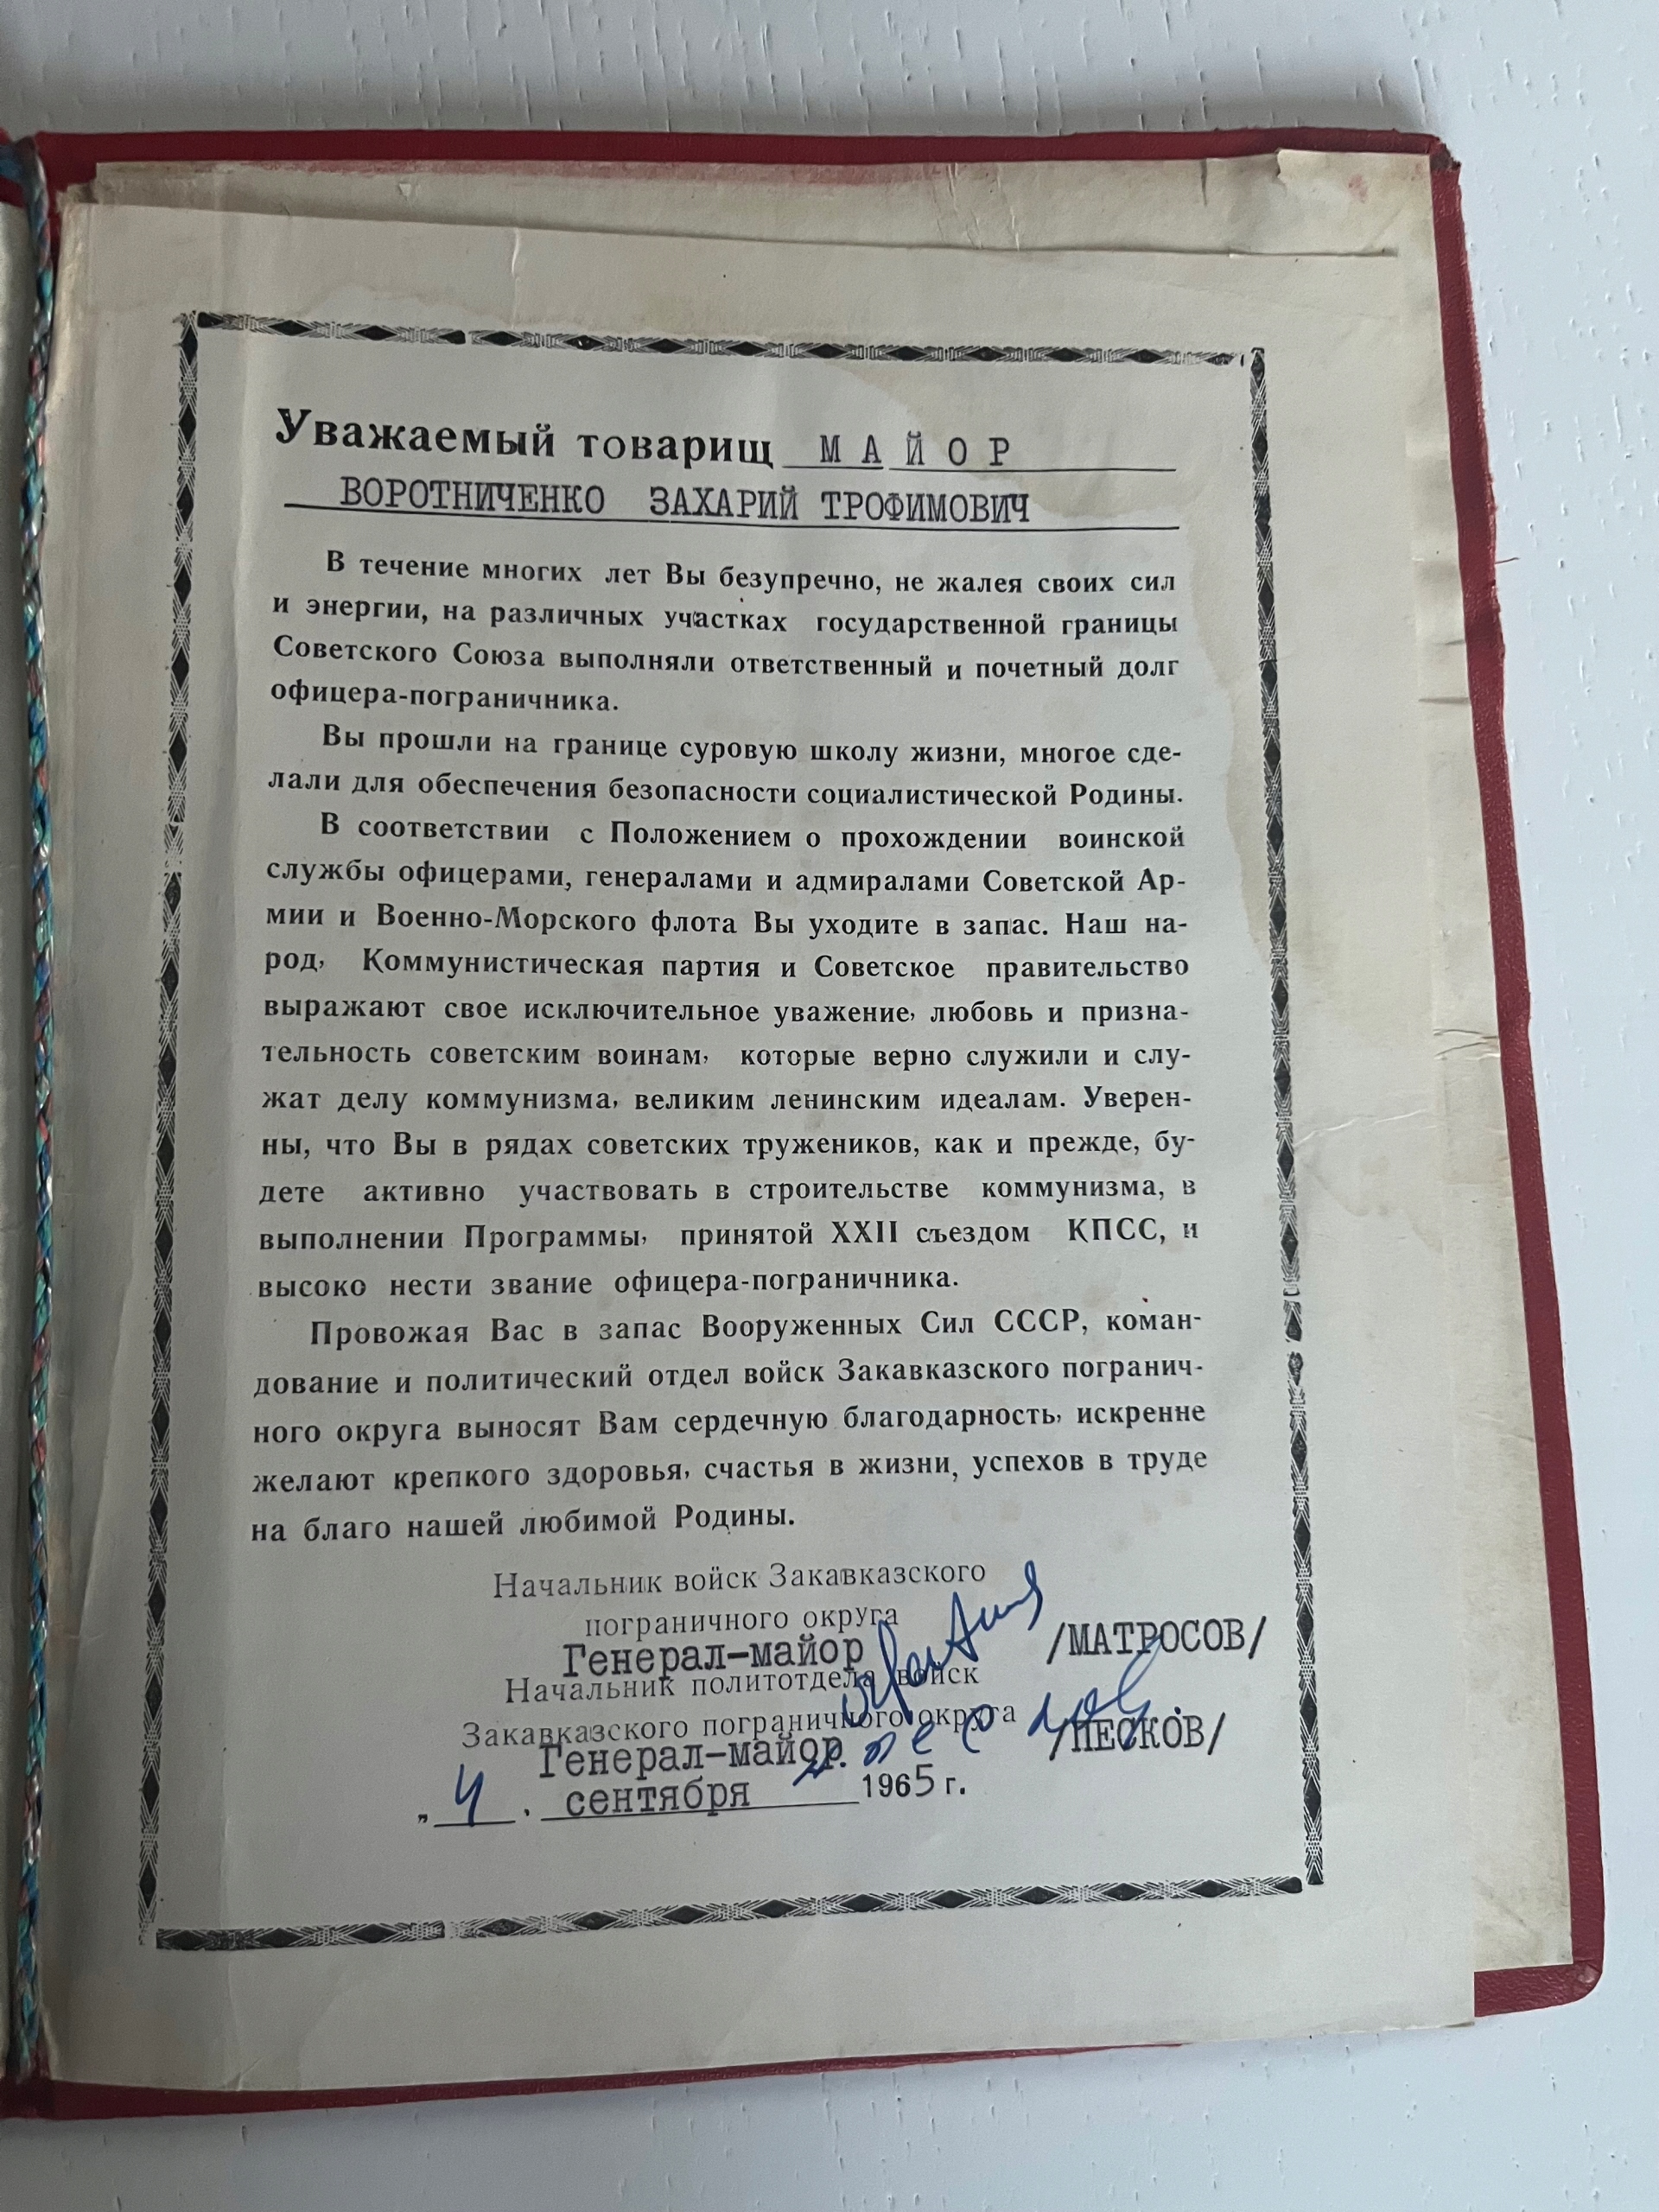 Уважаемый товарищ МАЙОР
ВОРОТНИЧЕНКО ЗАХАРИЙ ТРОФИМОВИЧ
В течение многих лет Вы безупречно, не жалея своих сил
и энергии, на различных участках государственной границы
Советского Союза выполняли ответственный и почетный долг
офицера-пограничника.
Вы прошли на границе суровую школу жизни, многое сде-
лали для обеспечения безопасности социалистической Родины.
В соответствии с Положением о прохождении воинской
службы офицерами, генералами и адмиралами Советской Ар-
мии и Военно-Морского флота Вы уходите в запас. Наш на-
род, Коммунистическая партия и Советское правительство
выражают свое исключительное уважение, любовь и призна-
тельность советским воинам, которые верно служили и слу-
жат делу коммунизма, великим ленинским идеалам. Уверен-
ны, что Вы в рядах советских тружеников, как и прежде, бу-
дете активно участвовать в строительстве коммунизма, в
выполнении Программы, принятой XXII съездом КПСС, и
высоко нести звание офицера-пограничника.
Провожая Вас в запас Вооруженных Сил СССР, коман-
дование и политический отдел войск Закавказского погранич-
ного округа выносят Вам сердечную благодарность, искренне
желают крепкого здоровья, счастья в жизни, успехов в труде
на благо нашей любимой Родины.
Начальник войск Закавказского
пограничного округа
Генерал-майор /МАТРОСОВ/
Начальник политотдела войск
Закавказского пограничного округа
Генерал-майор. /ПЕСКОВ/
„4. сентября 1965 г.